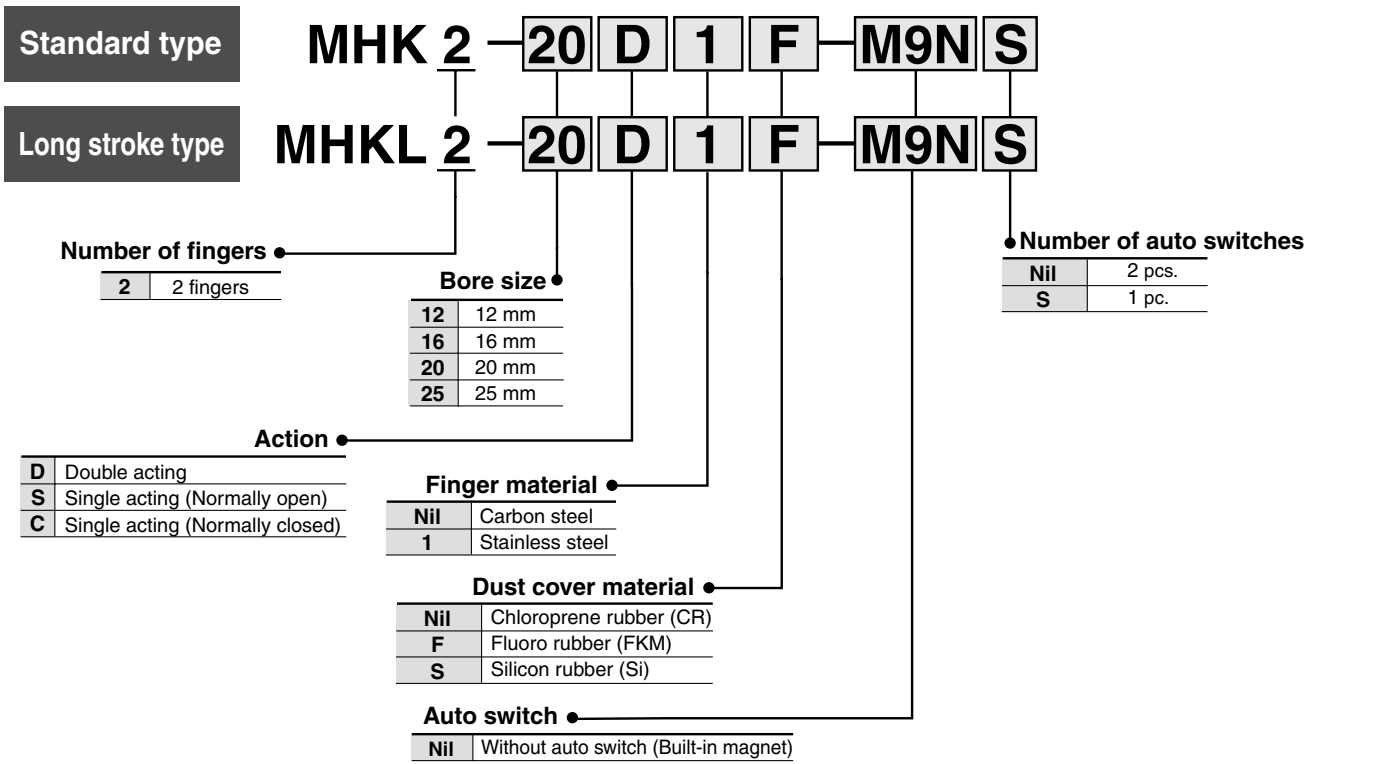 Standard type MHK 2 – 20 D 1 F – M9N S
Long stroke type MHKL 2 – 20 D 1 F – M9N S
Number of fingers
2 2 fingers
Bore size
12 12 mm
16 16 mm
20 20 mm
25 25 mm
Number of auto switches
Nil 2 pcs.
S 1 pc.
Action
D Double acting
S Single acting (Normally open)
C Single acting (Normally closed)
Finger material
Nil Carbon steel
1 Stainless steel
Dust cover material
Nil Chloroprene rubber (CR)
F Fluoro rubber (FKM)
S Silicon rubber (Si)
Auto switch
Nil Without auto switch (Built-in magnet)